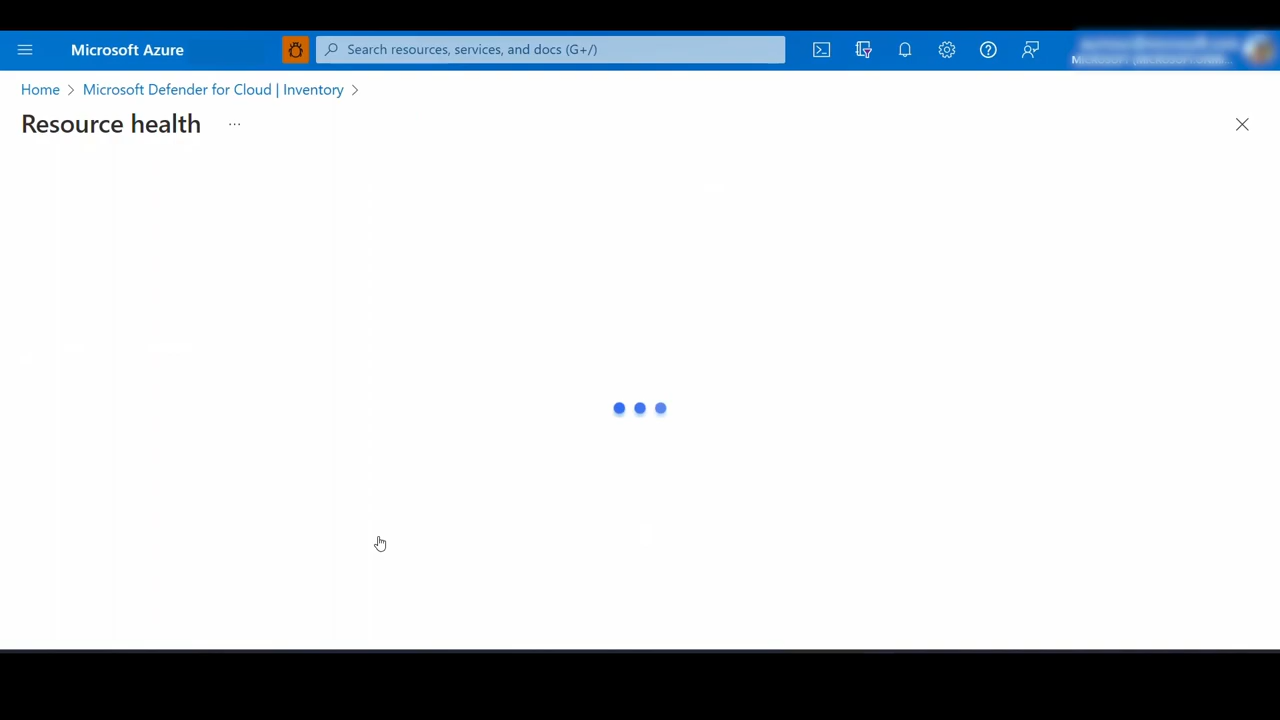 Microsoft Azure
Search resources, services, and docs (G+/)
Home > Microsoft Defender for Cloud | Inventory >
Resource health ...